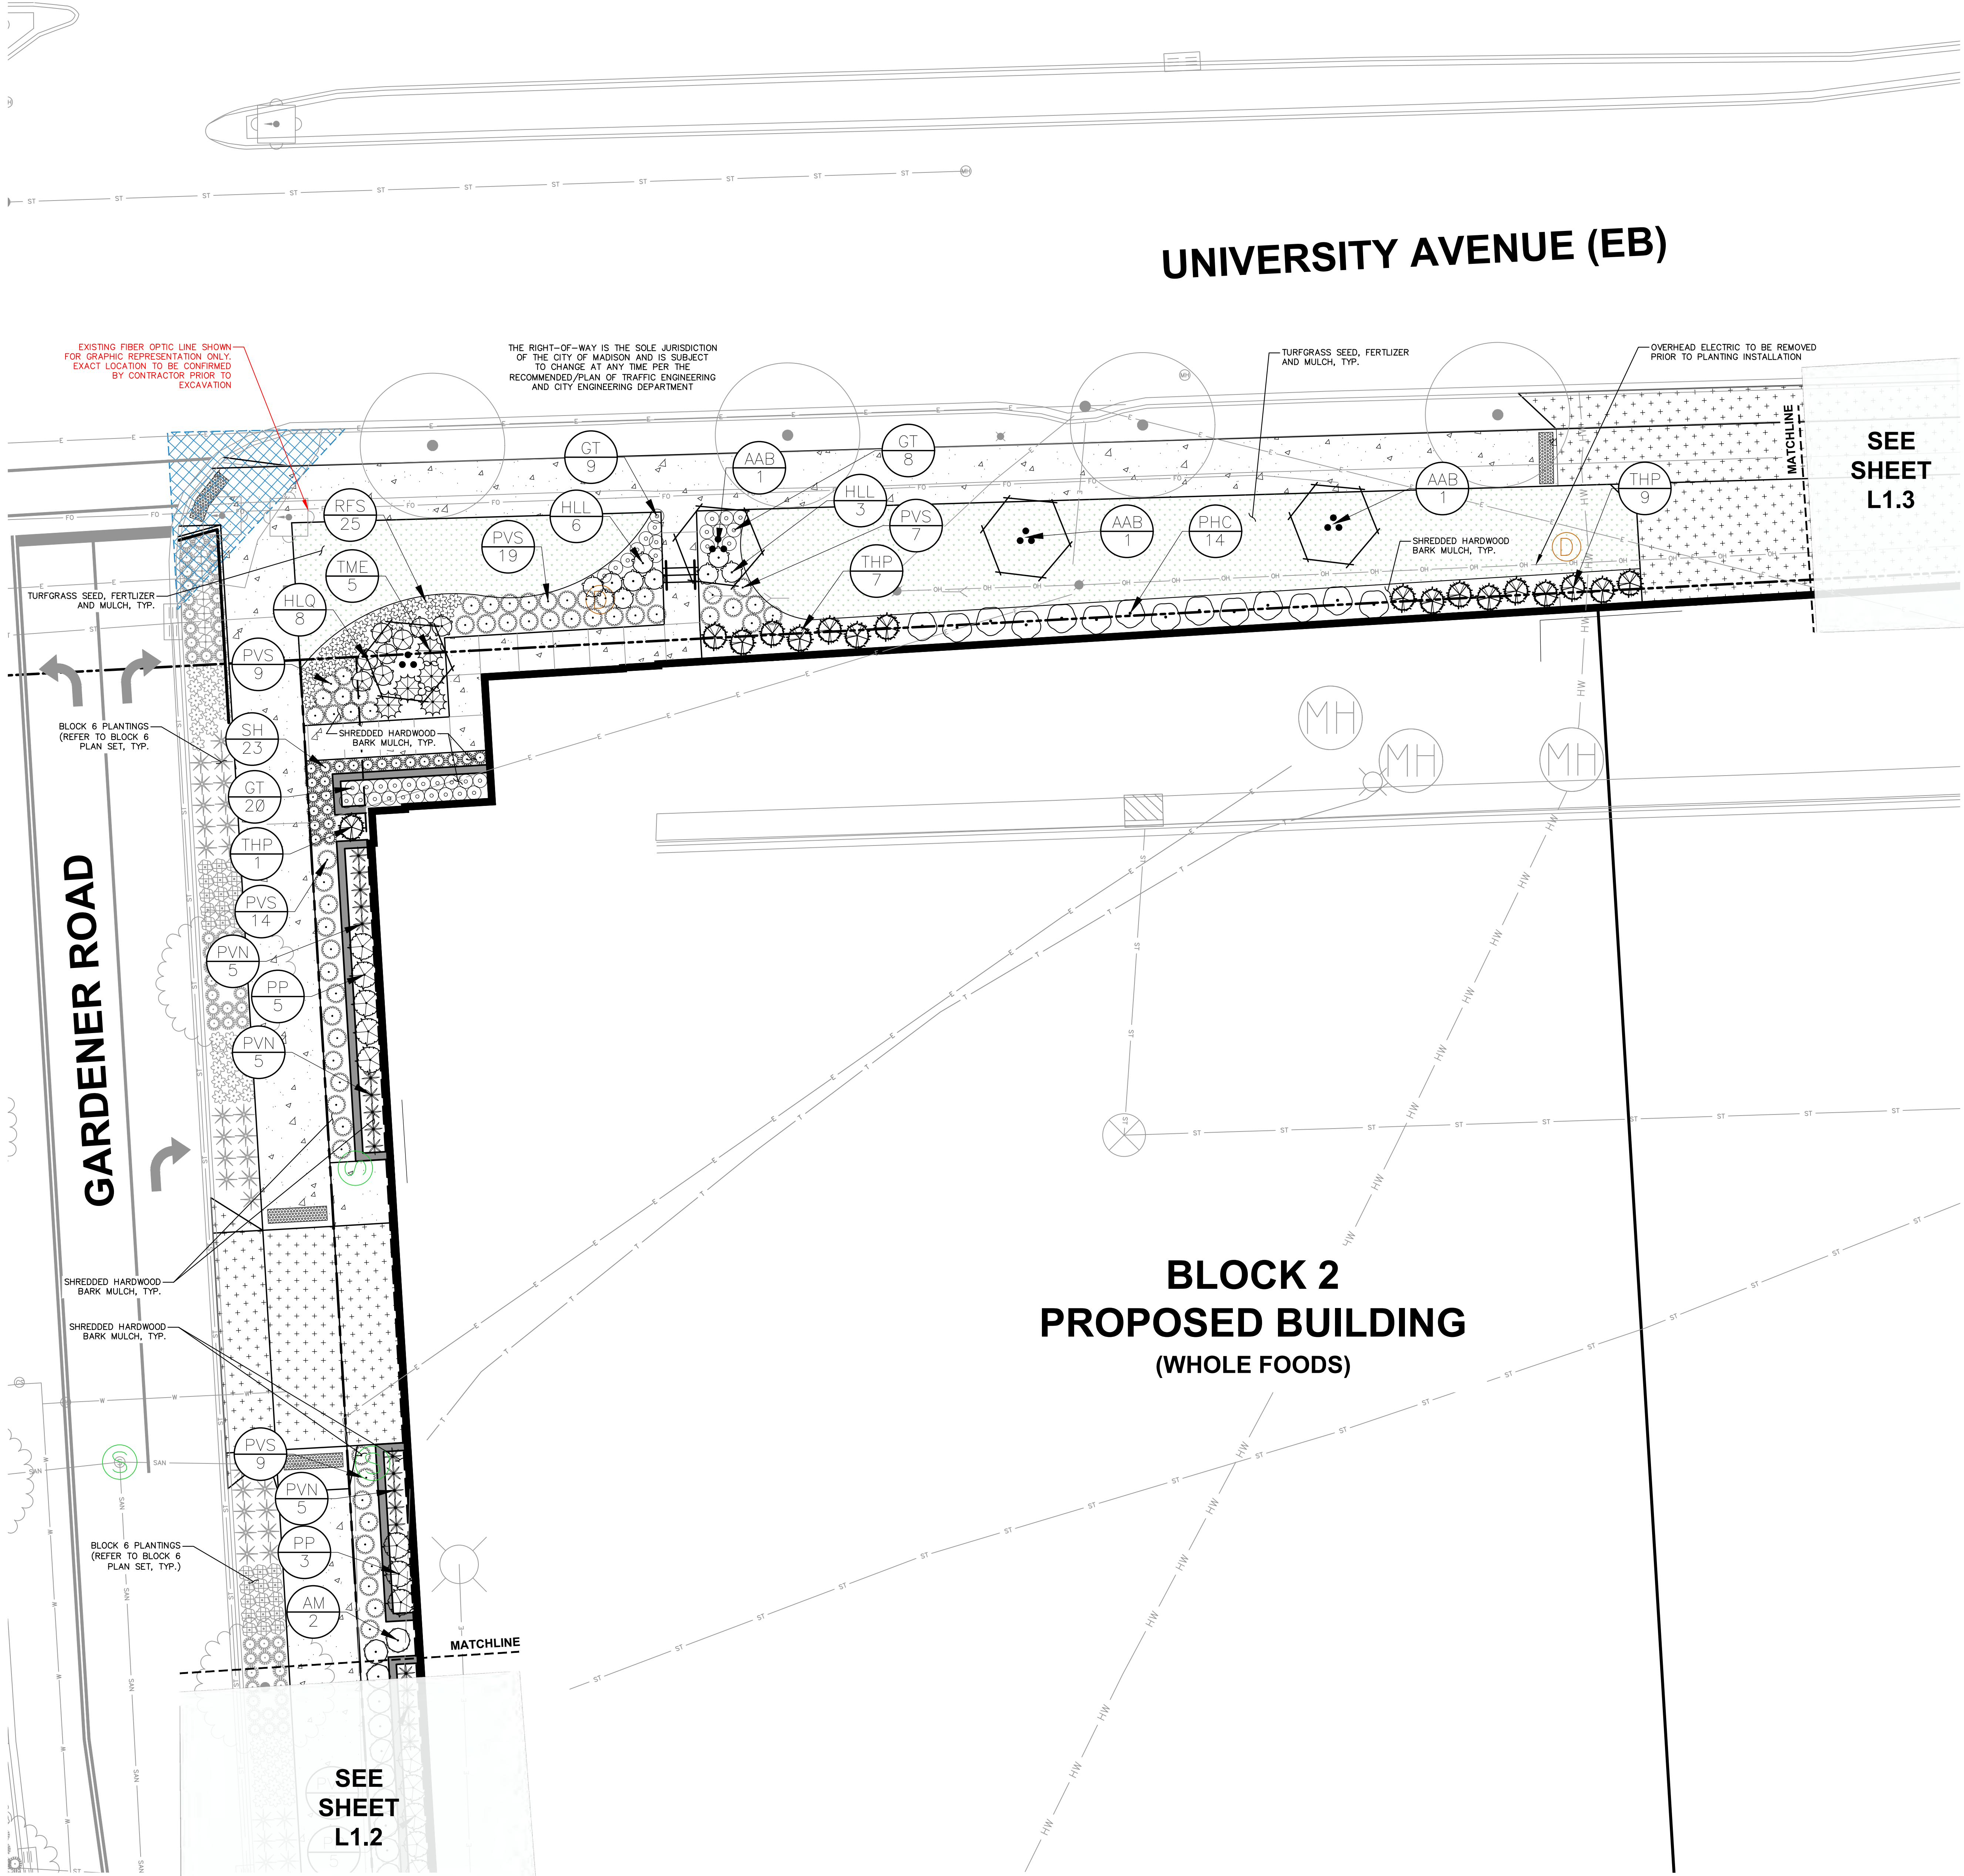 UNIVERSITY AVENUE (EB)
EXISTING FIBER OPTIC LINE SHOWN
FOR GRAPHIC REPRESENTATION ONLY.
EXACT LOCATION TO BE CONFIRMED
BY CONTRACTOR PRIOR TO
EXCAVATION
THE RIGHT-OF-WAY IS THE SOLE JURISDICTION
OF THE CITY OF MADISON AND IS SUBJECT
TO CHANGE AT ANY TIME PER THE
RECOMMENDED/PLAN OF TRAFFIC ENGINEERING
AND CITY ENGINEERING DEPARTMENT
TURFGRASS SEED, FERTLIZER
AND MULCH, TYP.
OVERHEAD ELECTRIC TO BE REMOVED
PRIOR TO PLANTING INSTALLATION
MATCHLINE
SEE
SHEET
L1.3
GT
9
AAB
1
GT
8
RFS
25
HLL
6
HLL
3
PVS
19
PVS
7
AAB
1
PHC
14
AAB
1
THP
9
TME
5
THP
7
SHREDDED HARDWOOD
BARK MULCH, TYP.
D
D
TURFGRASS SEED, FERTLIZER
AND MULCH, TYP.
HLQ
8
PVS
9
BLOCK 6 PLANTINGS
(REFER TO BLOCK 6
PLAN SET, TYP.
SH
23
SHREDDED HARDWOOD
BARK MULCH, TYP.
MH
MH
MH
GT
20
THP
1
PVS
14
PVN
5
PP
5
PVN
5
GARDENER ROAD
SHREDDED HARDWOOD
BARK MULCH, TYP.
SHREDDED HARDWOOD
BARK MULCH, TYP.
BLOCK 2
PROPOSED BUILDING
(WHOLE FOODS)
PVS
9
PVN
5
PP
3
BLOCK 6 PLANTINGS
(REFER TO BLOCK 6
PLAN SET, TYP.)
AM
2
MATCHLINE
SEE
SHEET
L1.2